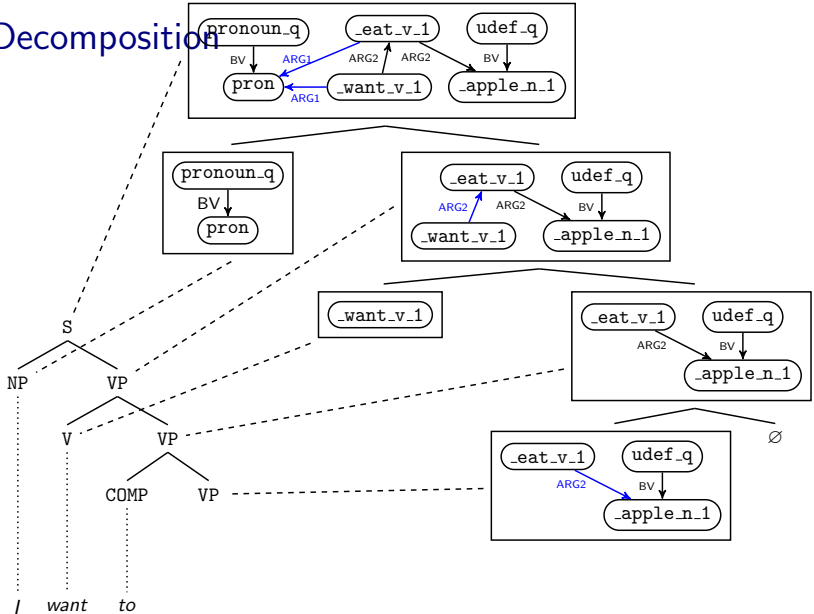 Decomposition
pronoun_q _eat_v_1 udef_q
BV ARG1 ARG2 ARG2 BV
pron _want_v_1 _apple_n_1
ARG1
pronoun_q _eat_v_1 udef_q
BV ARG2 ARG2 BV
pron _want_v_1 _apple_n_1
_want_v_1 _eat_v_1 udef_q
ARG2 BV
_apple_n_1
S
NP VP
V VP ∅
_eat_v_1 udef_q
ARG2 BV
COMP VP _apple_n_1
I want to